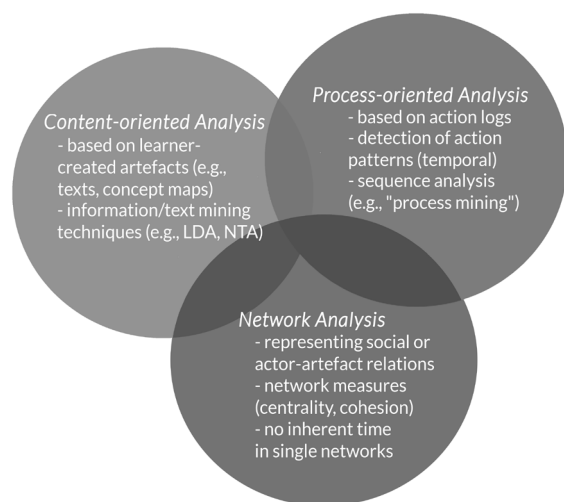 Content-oriented Analysis
- based on learner-
created artefacts (e.g.,
texts, concept maps)
- information/text mining
techniques (e.g., LDA, NTA)
Process-oriented Analysis
- based on action logs
- detection of action
patterns (temporal)
- sequence analysis
(e.g., "process mining")
Network Analysis
- representing social or
actor-artefact relations
- network measures
(centrality, cohesion)
- no inherent time
in single networks